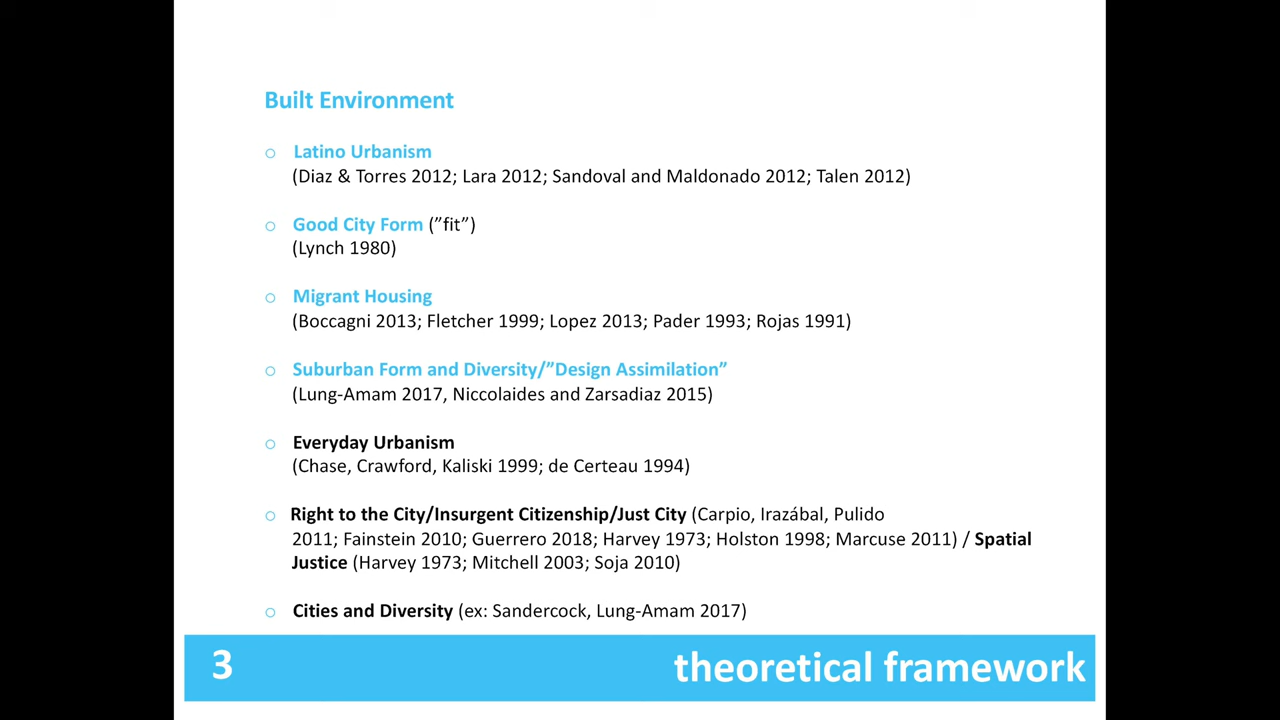 Built Environment
o Latino Urbanism
(Diaz & Torres 2012; Lara 2012; Sandoval and Maldonado 2012; Talen 2012)
o Good City Form (”fit”)
(Lynch 1980)
o Migrant Housing
(Boccagni 2013; Fletcher 1999; Lopez 2013; Pader 1993; Rojas 1991)
o Suburban Form and Diversity/”Design Assimilation”
(Lung-Amam 2017, Niccolaides and Zarsadiaz 2015)
o Everyday Urbanism
(Chase, Crawford, Kaliski 1999; de Certeau 1994)
o Right to the City/Insurgent Citizenship/Just City (Carpio, Irazábal, Pulido
2011; Fainstein 2010; Guerrero 2018; Harvey 1973; Holston 1998; Marcuse 2011) / Spatial
Justice (Harvey 1973; Mitchell 2003; Soja 2010)
o Cities and Diversity (ex: Sandercock, Lung-Amam 2017)
3 theoretical framework